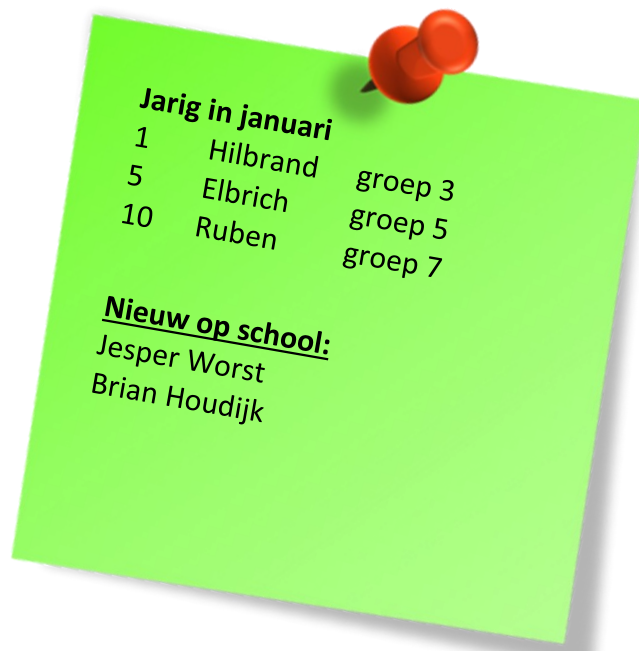 Jarig in januari
1 Hilbrand groep 3
5 Elbrich groep 5
10 Ruben groep 7
Nieuw op school:
Jesper Worst
Brian Houdijk